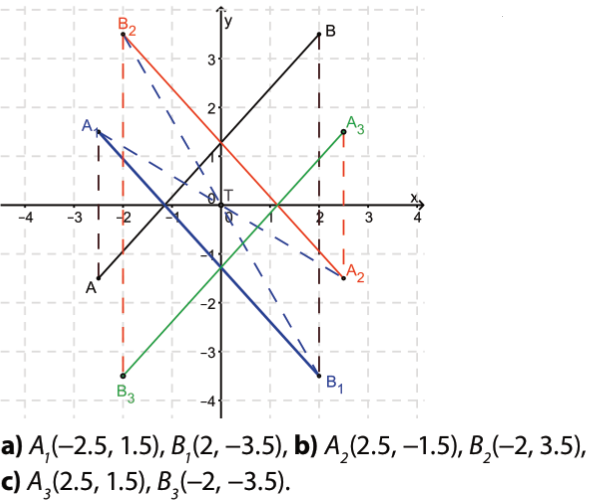 B₂ y B
3
2
A₁ A₃
1
0 T x
−4 −3 −2 −1 0 1 2 3 4
−1
A A₂
−2
−3
B₃ B₁
−4
a) A₁(−2.5, 1.5), B₁(2, −3.5), b) A₂(2.5, −1.5), B₂(−2, 3.5),
c) A₃(2.5, 1.5), B₃(−2, −3.5).